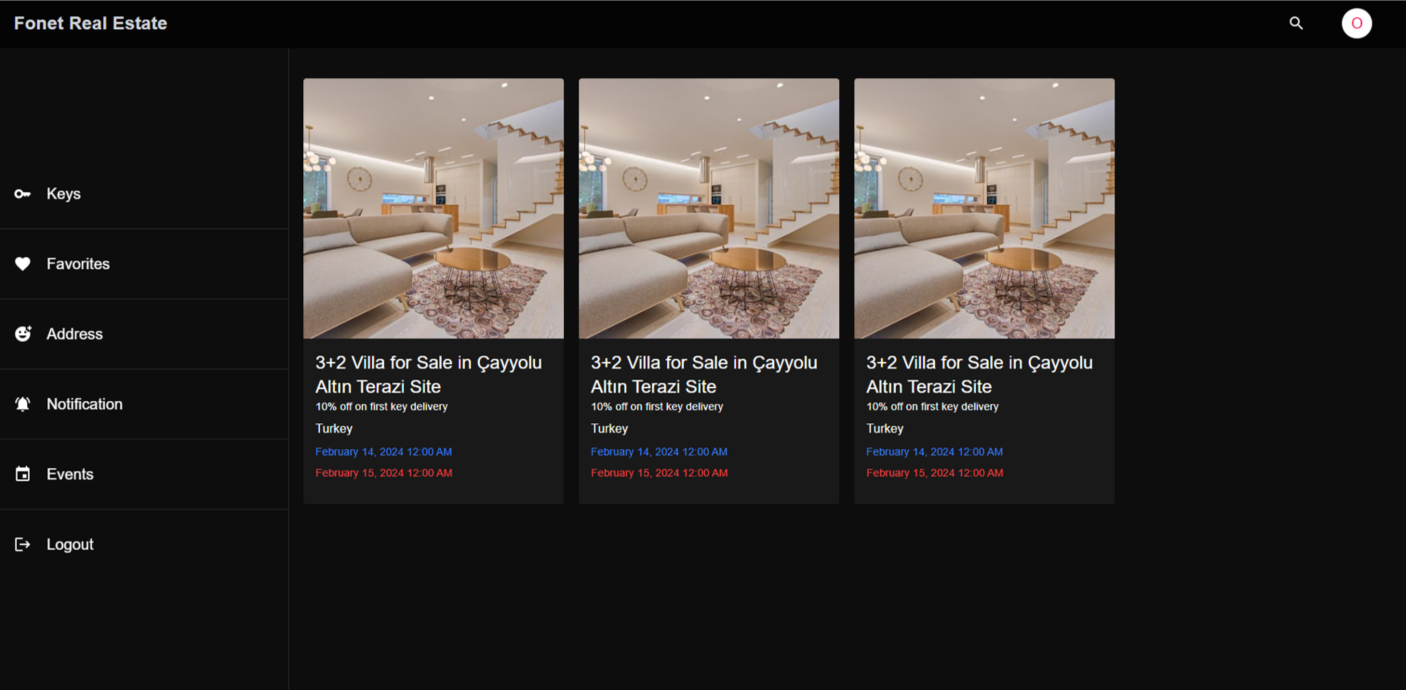 Fonet Real Estate
O
Keys
Favorites
Address
Notification
Events
Logout
3+2 Villa for Sale in Çayyolu
Altın Terazi Site
10% off on first key delivery
Turkey
February 14, 2024 12:00 AM
February 15, 2024 12:00 AM
3+2 Villa for Sale in Çayyolu
Altın Terazi Site
10% off on first key delivery
Turkey
February 14, 2024 12:00 AM
February 15, 2024 12:00 AM
3+2 Villa for Sale in Çayyolu
Altın Terazi Site
10% off on first key delivery
Turkey
February 14, 2024 12:00 AM
February 15, 2024 12:00 AM